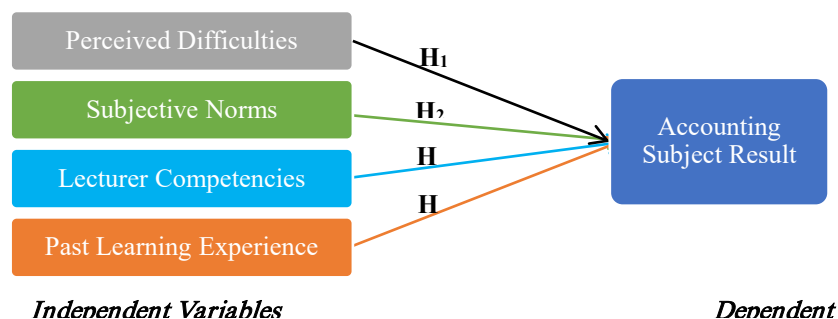 Perceived Difficulties
H1
Subjective Norms
H2
Accounting
Subject Result
Lecturer Competencies
H
Past Learning Experience
H
Independent Variables
Dependent